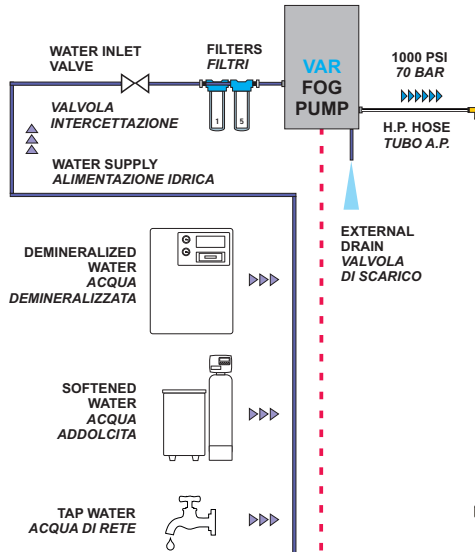 WATER INLET
VALVE
FILTERS
FILTRI
VAR
FOG
PUMP
1000 PSI
70 BAR
VALVOLA
INTERCETTAZIONE
1
5
H.P. HOSE
TUBO A.P.
WATER SUPPLY
ALIMENTAZIONE IDRICA
EXTERNAL
DRAIN
VALVOLA
DI SCARICO
DEMINERALIZED
WATER
ACQUA
DEMINERALIZZATA
SOFTENED
WATER
ACQUA
ADDOLCITA
TAP WATER
ACQUA DI RETE